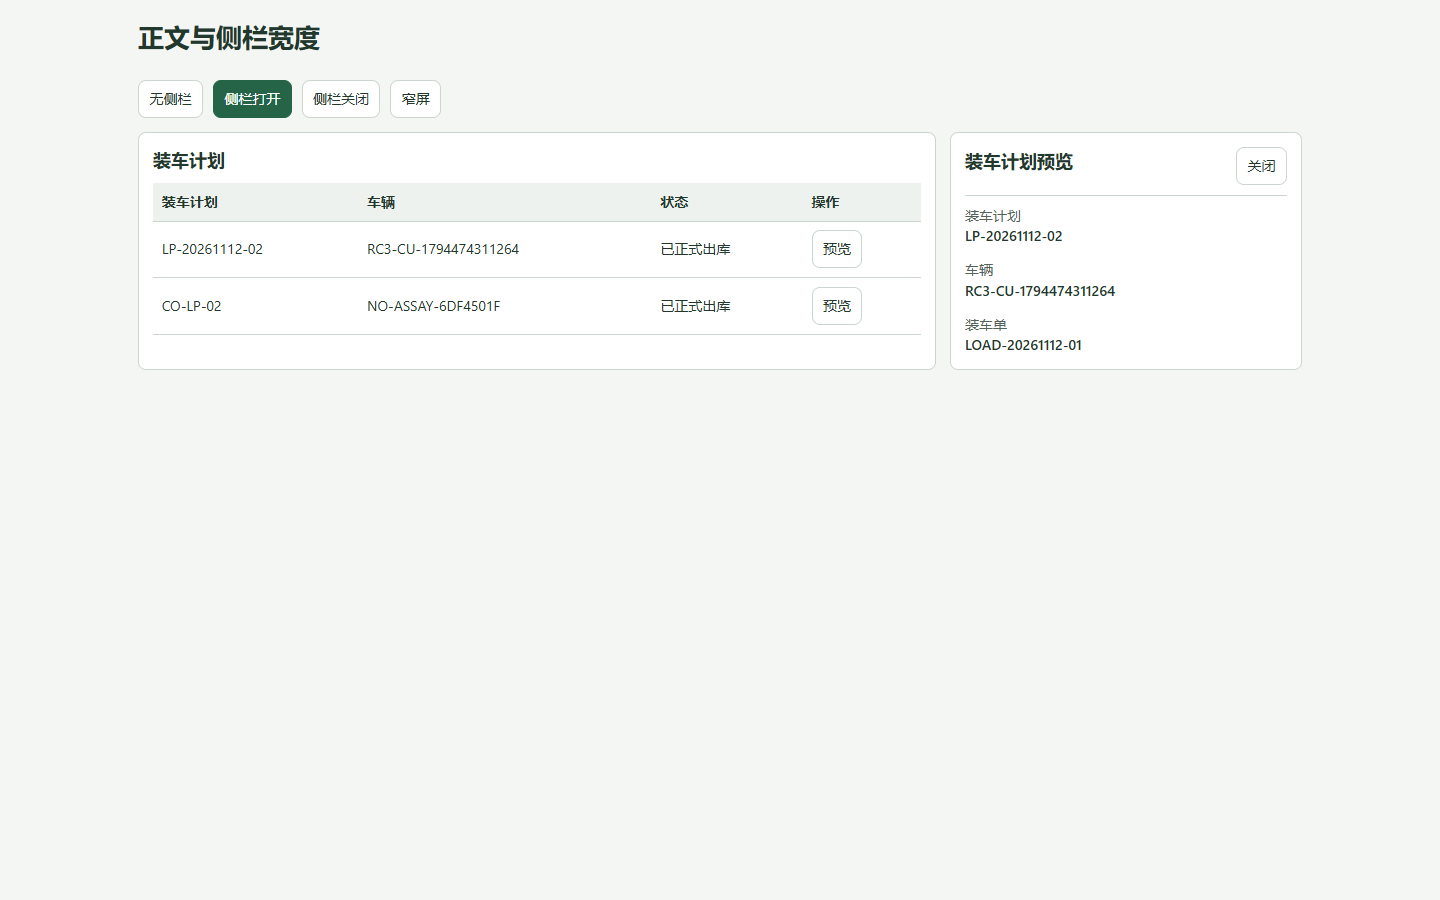 正文与侧栏宽度
无侧栏 侧栏打开 侧栏关闭 窄屏
装车计划
装车计划 车辆 状态 操作
LP-20261112-02 RC3-CU-1794474311264 已正式出库 预览
CO-LP-02 NO-ASSAY-6DF4501F 已正式出库 预览
装车计划预览 关闭
装车计划
LP-20261112-02
车辆
RC3-CU-1794474311264
装车单
LOAD-20261112-01